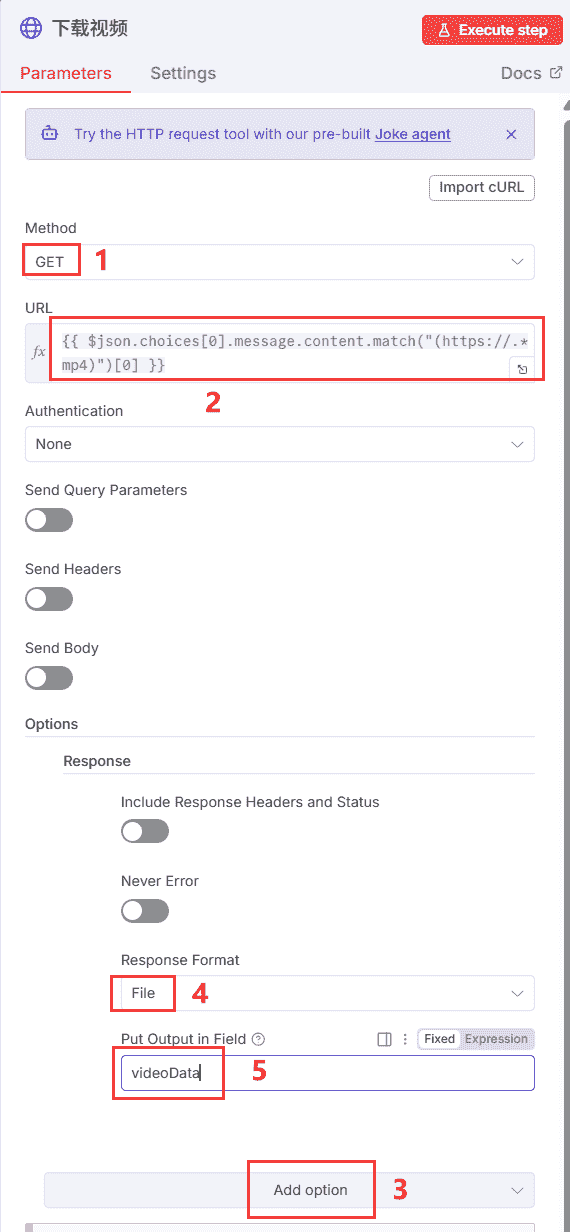 下载视频
Execute step
Parameters
Settings
Docs
Try the HTTP request tool with our pre-built Joke agent
Import cURL
Method
GET
1
URL
fx
{{ $json.choices[0].message.content.match("(https://.*
mp4)")[0] }}
2
Authentication
None
Send Query Parameters
Send Headers
Send Body
Options
Response
Include Response Headers and Status
Never Error
Response Format
File
4
Put Output in Field
Fixed
Expression
videoData
5
Add option
3